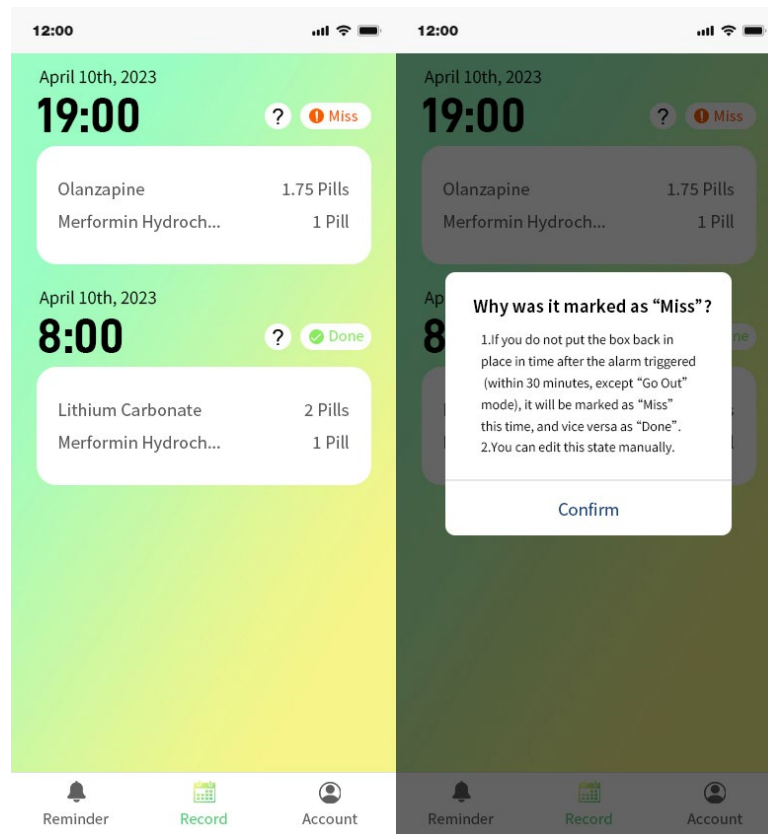 12:00
April 10th, 2023
19:00
? Miss
Olanzapine 1.75 Pills
Merformin Hydroch... 1 Pill
April 10th, 2023
8:00
? Done
Lithium Carbonate 2 Pills
Merformin Hydroch... 1 Pill
Reminder Record Account
12:00
April 10th, 2023
19:00
? Miss
Olanzapine 1.75 Pills
Merformin Hydroch... 1 Pill
Ap
8
ne
Why was it marked as “Miss”?
1.If you do not put the box back in
place in time after the alarm triggered
(within 30 minutes, except “Go Out”
mode), it will be marked as “Miss”
this time, and vice versa as “Done”.
2.You can edit this state manually.
Confirm
Reminder Record Account